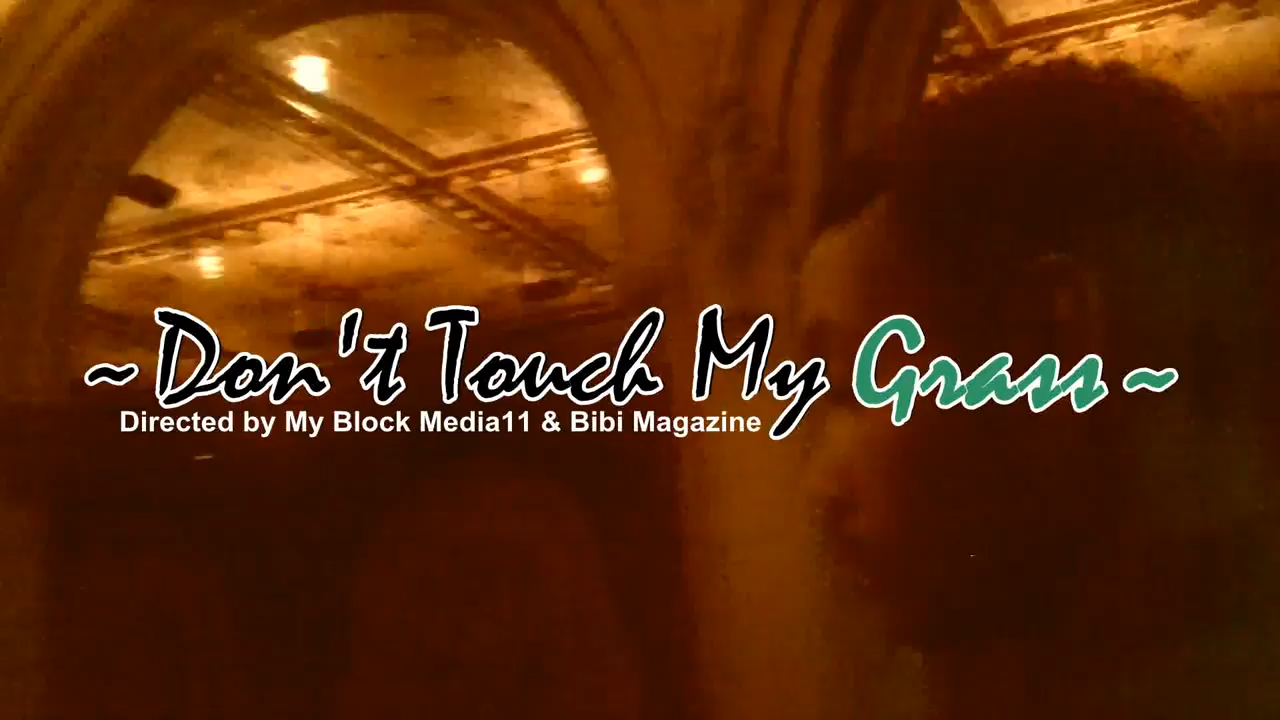 ~ Don't Touch My Grass ~
Directed by My Block Media11 & Bibi Magazine